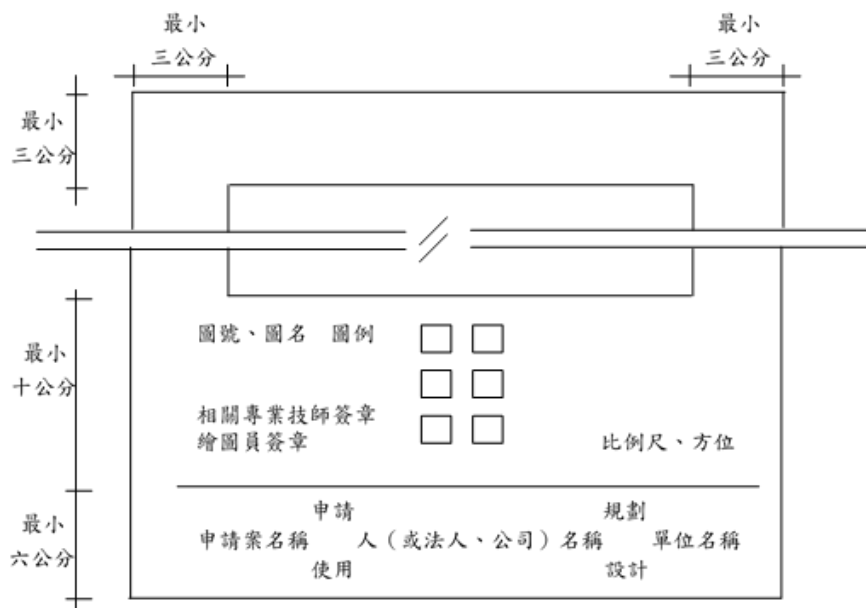 最小
三公分
最小
三公分
最小
三公分
最小
十公分
圖號、圖名 圖例
相關專業技師簽章
繪圖員簽章
比例尺、方位
最小
六公分
申請 規劃
申請案名稱 人（或法人、公司）名稱 單位名稱
使用 設計